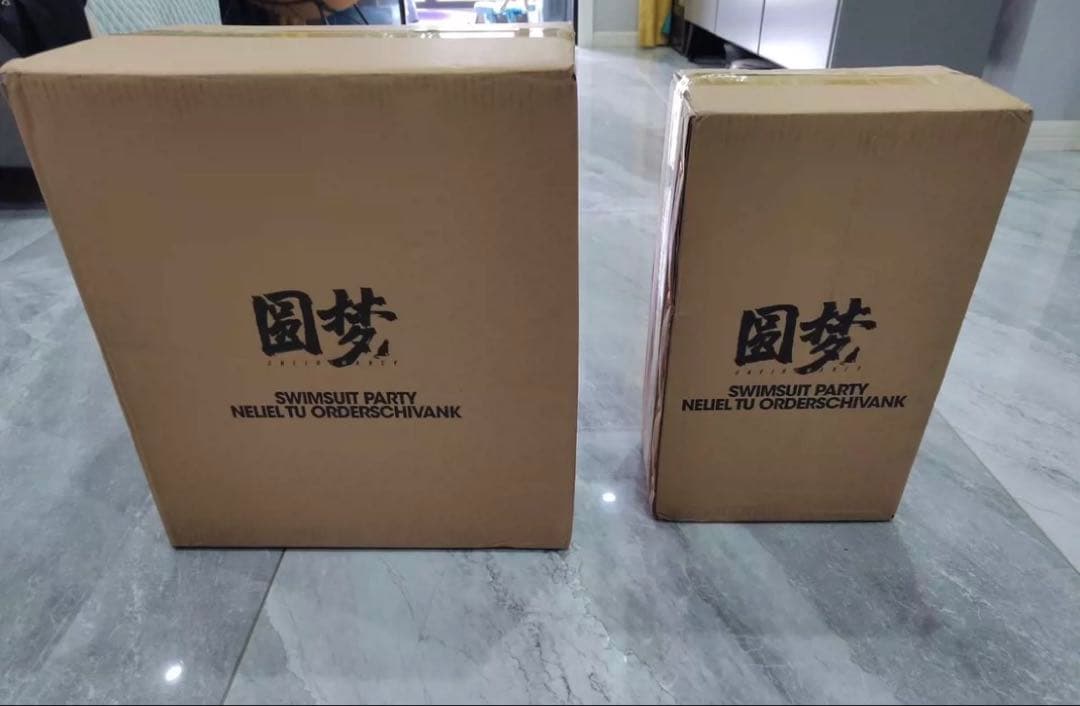 圆梦
SWIMSUIT PARTY
NELIEL TU ORDERSCHIVANK
圆梦
SWIMSUIT PARTY
NELIEL TU ORDERSCHIVANK